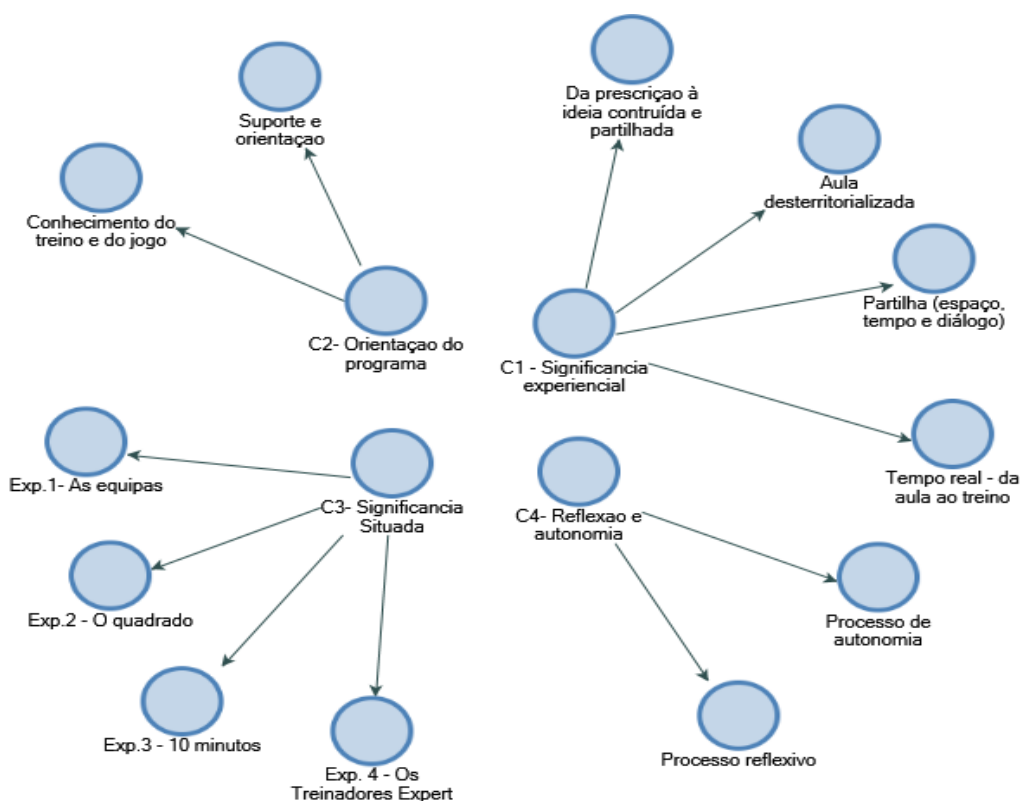 Suporte e
orientaçao
Conhecimento do
treino e do jogo
C2- Orientaçao do
programa
Da prescriçao à
ideia contruída e
partilhada
Aula
desterritorializada
Partilha (espaço,
tempo e diálogo)
C1 - Significancia
experiencial
Tempo real - da
aula ao treino
Exp.1- As equipas
C3- Significancia
Situada
Exp.2 - O quadrado
Exp.3 - 10 minutos
Exp. 4 - Os
Treinadores Expert
C4- Reflexao e
autonomia
Processo de
autonomia
Processo reflexivo